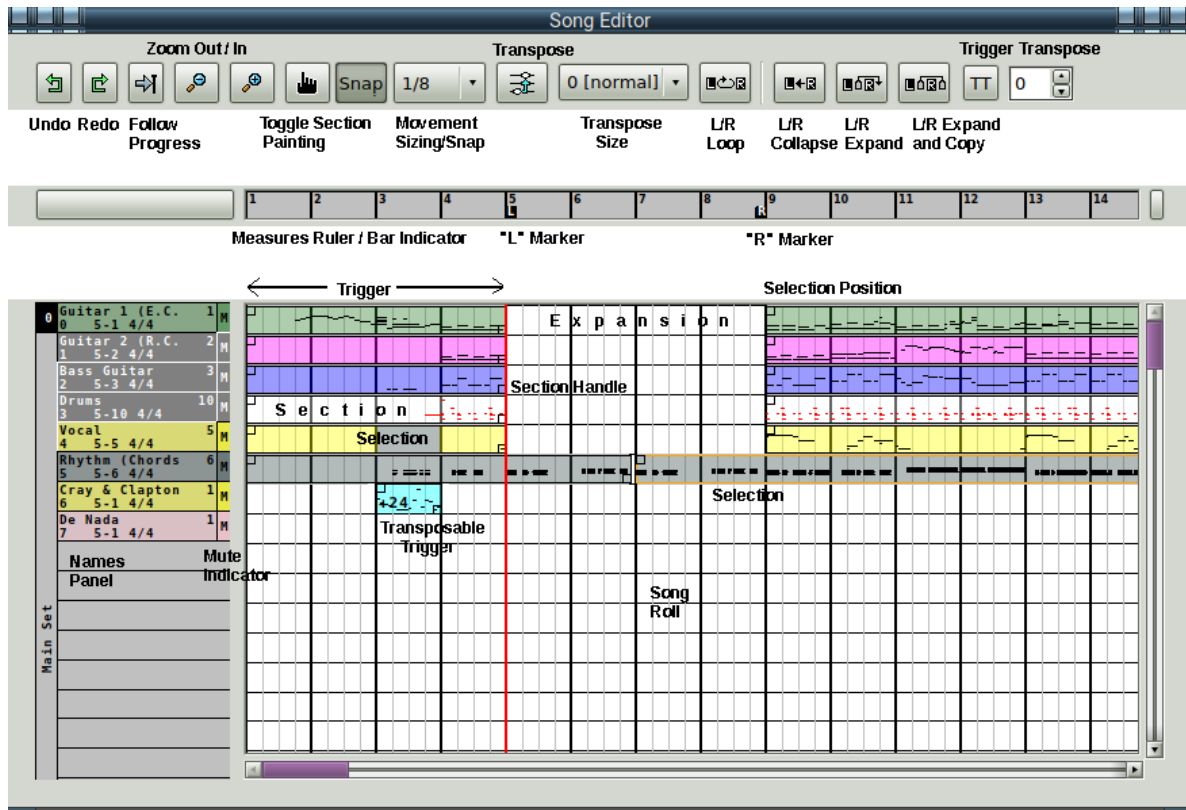 Song Editor
Zoom Out / In
Transpose
Trigger Transpose
Snap
1/8
0 [normal]
TT
0
Undo Redo Follow Progress
Toggle Section Painting
Movement Sizing/Snap
Transpose Size
L/R Loop
L/R Collapse
L/R Expand
L/R Expand and Copy
1 2 3 4 5 6 7 8 9 10 11 12 13 14
L R
Measures Ruler / Bar Indicator
"L" Marker
"R" Marker
Trigger
Selection Position
0
Guitar 1 (E.C. 1 M
0 5-1 4/4
Expansion
Guitar 2 (R.C. 2 M
1 5-2 4/4
Bass Guitar 3 M
2 5-3 4/4
Section Handle
Drums 10 M
3 5-10 4/4
Section
Vocal 5 M
4 5-5 4/4
Selection
Rhythm (Chords 6 M
5 5-6 4/4
Cray & Clapton 1 M
6 5-1 4/4
+24
Selection
De Nada 1 M
7 5-1 4/4
Transposable
Trigger
Names
Panel
Mute
Indicator
Song
Roll
Main Set